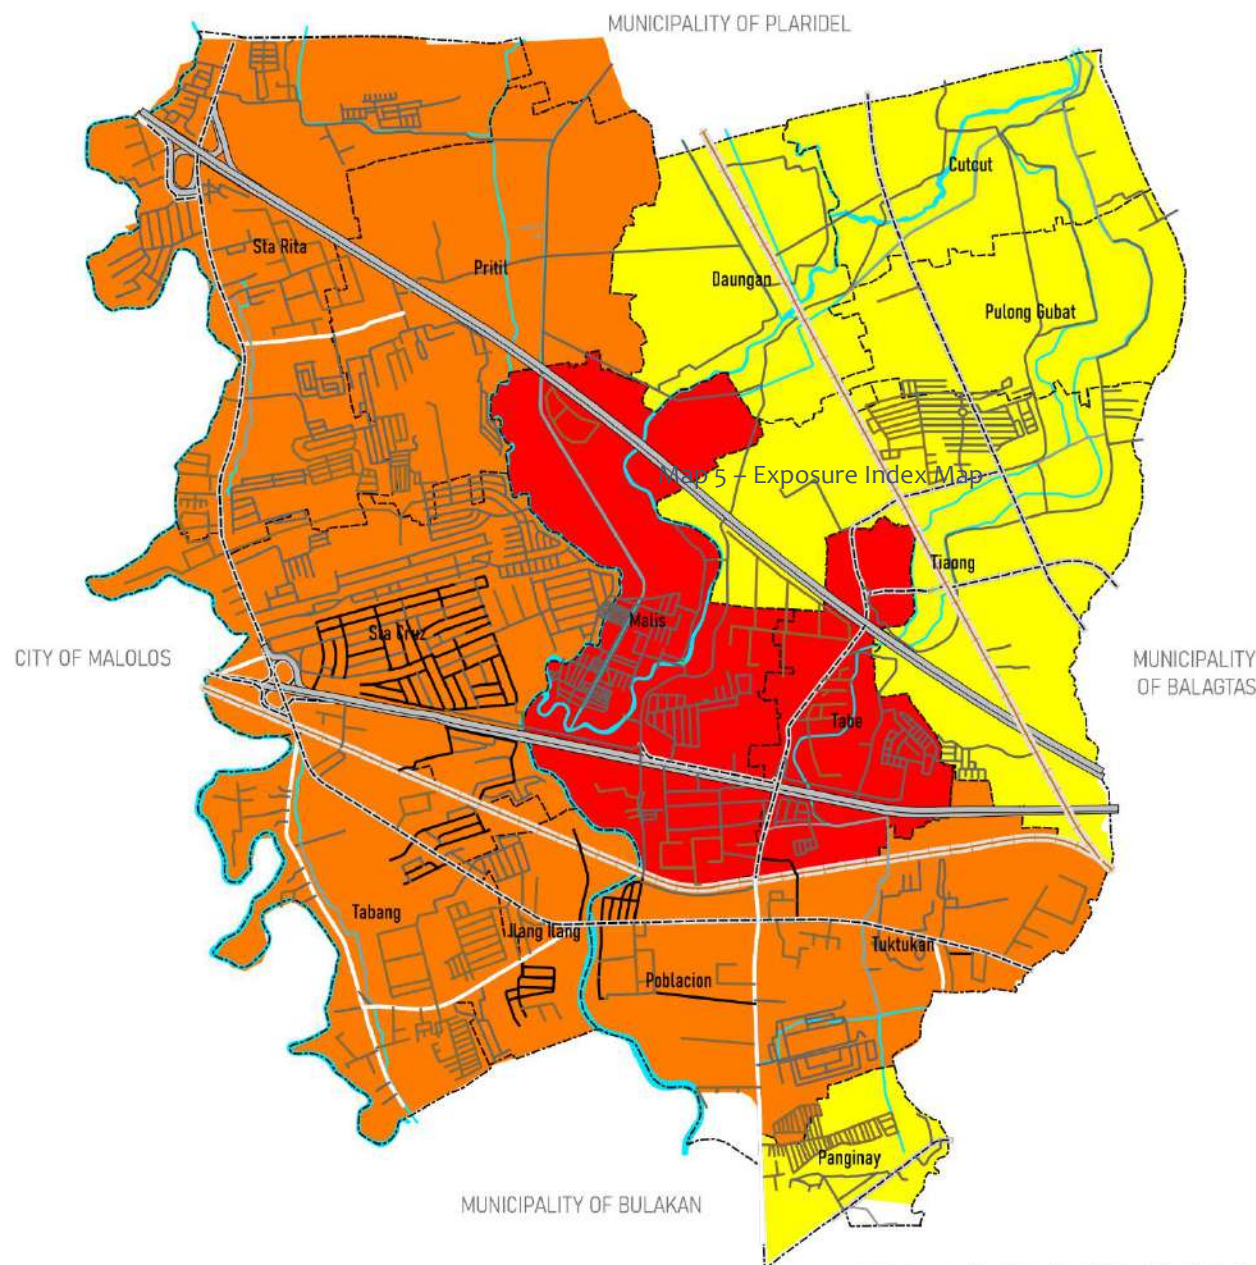 MUNICIPALITY OF PLARIDEL
Cutcut
Sta Rita
Pritil
Daungan
Pulong Gubat
Map 5 – Exposure Index Map
Tiaong
Malis
Sta Cruz
CITY OF MALOLOS
MUNICIPALITY
OF BALAGTAS
Tabe
Tabang
Ilang Ilang
Tuktukan
Poblacion
Panginay
MUNICIPALITY OF BULAKAN